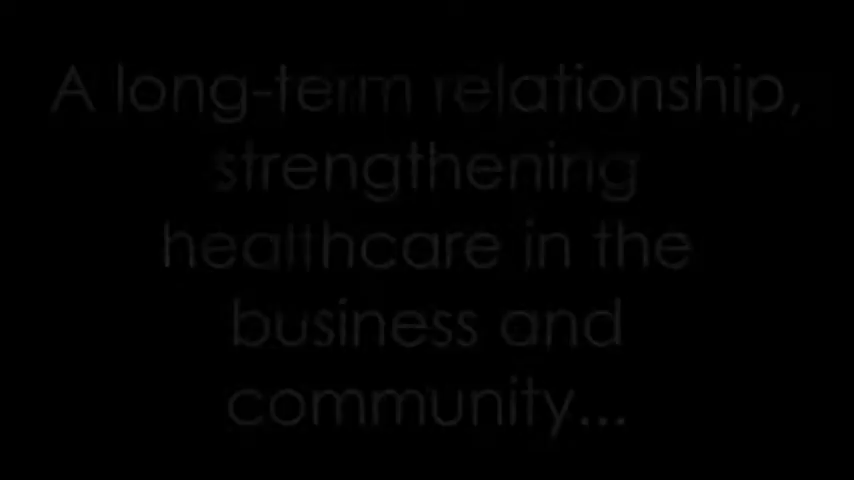 A long-term relationship,
strengthening
healthcare in the
business and
community...